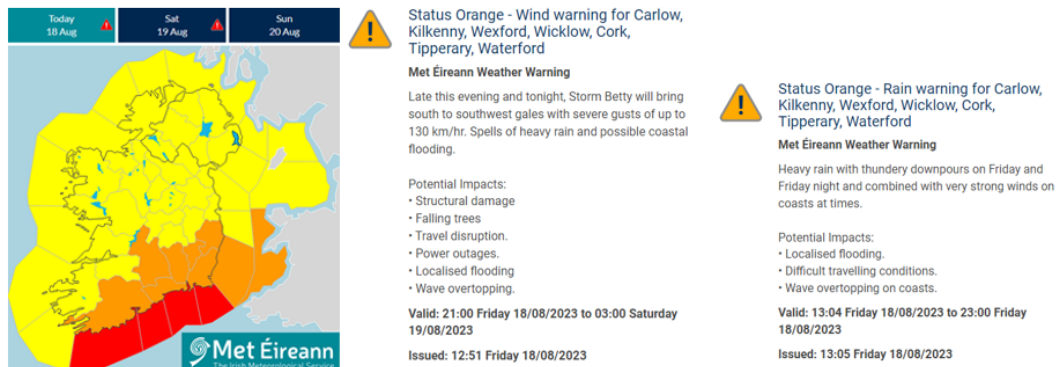 Today
18 Aug
Sat
19 Aug
Sun
20 Aug
Met Éireann
The Irish Meteorological Service
Status Orange - Wind warning for Carlow,
Kilkenny, Wexford, Wicklow, Cork,
Tipperary, Waterford
Met Éireann Weather Warning
Late this evening and tonight, Storm Betty will bring
south to southwest gales with severe gusts of up to
130 km/hr. Spells of heavy rain and possible coastal
flooding.
Potential Impacts:
• Structural damage
• Falling trees
• Travel disruption.
• Power outages.
• Localised flooding
• Wave overtopping.
Valid: 21:00 Friday 18/08/2023 to 03:00 Saturday
19/08/2023
Issued: 12:51 Friday 18/08/2023
Status Orange - Rain warning for Carlow,
Kilkenny, Wexford, Wicklow, Cork,
Tipperary, Waterford
Met Éireann Weather Warning
Heavy rain with thundery downpours on Friday and
Friday night and combined with very strong winds on
coasts at times.
Potential Impacts:
• Localised flooding.
• Difficult travelling conditions.
• Wave overtopping on coasts.
Valid: 13:04 Friday 18/08/2023 to 23:00 Friday
18/08/2023
Issued: 13:05 Friday 18/08/2023